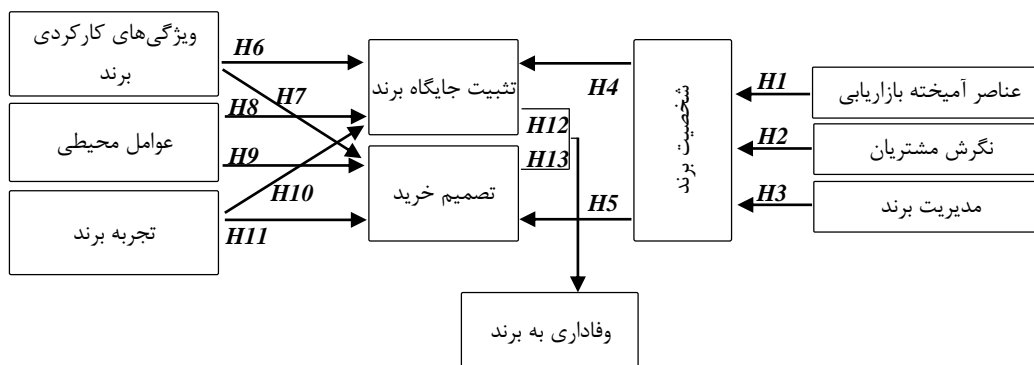 عناصر آمیخته بازاریابی
نگرش مشتریان
مدیریت برند
H1
H2
H3
شخصیت برند
H4
H5
تثبیت جایگاه برند
تصمیم خرید
H12
H13
ویژگی‌های کارکردی
برند
عوامل محیطی
تجربه برند
H6
H7
H8
H9
H10
H11
وفاداری به برند